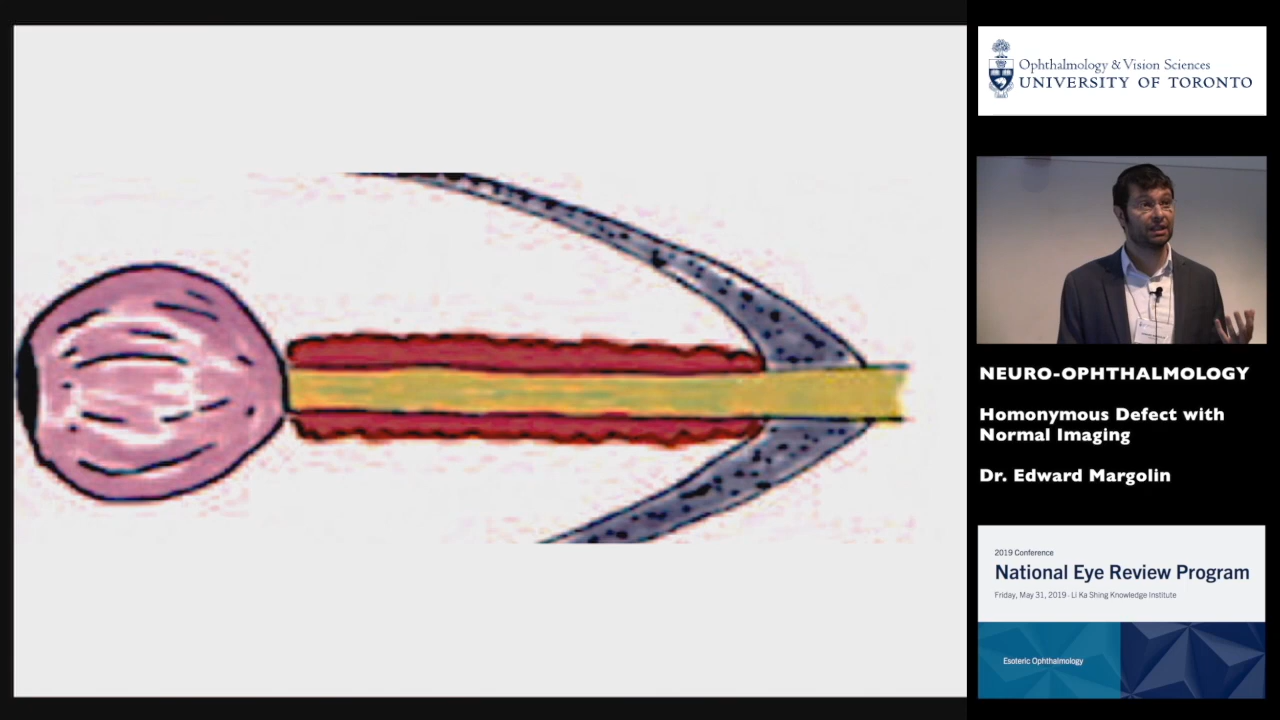 Ophthalmology & Vision Sciences
UNIVERSITY OF TORONTO
NEURO-OPHTHALMOLOGY
Homonymous Defect with
Normal Imaging
Dr. Edward Margolin
2019 Conference
National Eye Review Program
Friday, May 31, 2019 - Li Ka Shing Knowledge Institute
Esoteric Ophthalmology